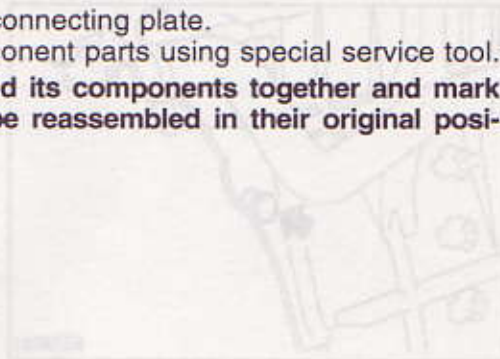 connecting plate.
onent parts using special service tool.
d its components together and mark
be reassembled in their original posi-